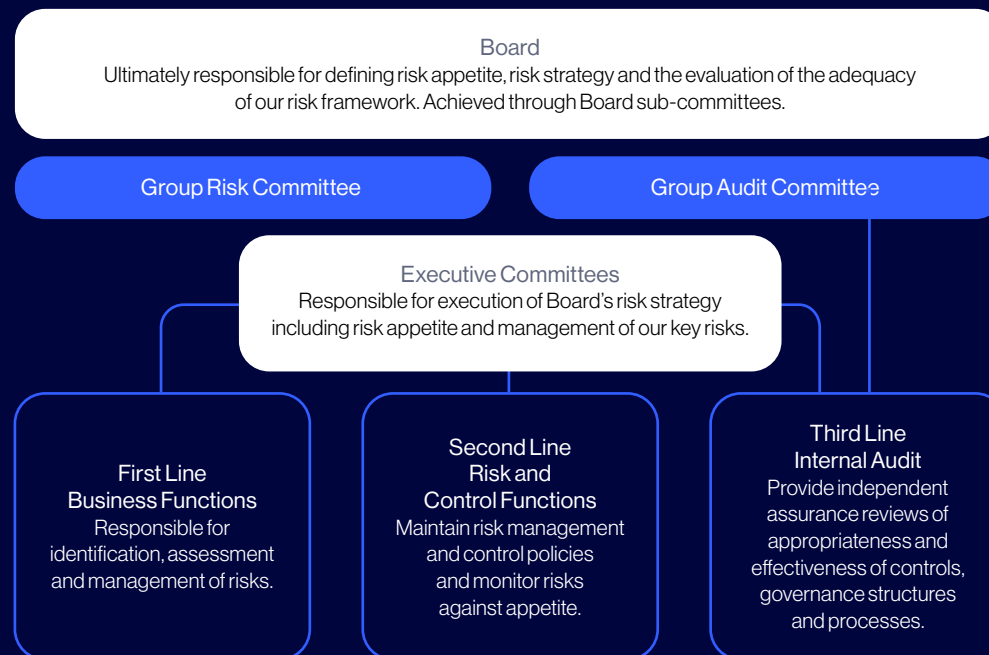 Board
Ultimately responsible for defining risk appetite, risk strategy and the evaluation of the adequacy
of our risk framework. Achieved through Board sub-committees.
Group Risk Committee
Group Audit Committee
Executive Committees
Responsible for execution of Board’s risk strategy
including risk appetite and management of our key risks.
First Line
Business Functions
Responsible for
identification, assessment
and management of risks.
Second Line
Risk and
Control Functions
Maintain risk management
and control policies
and monitor risks
against appetite.
Third Line
Internal Audit
Provide independent
assurance reviews of
appropriateness and
effectiveness of controls,
governance structures
and processes.